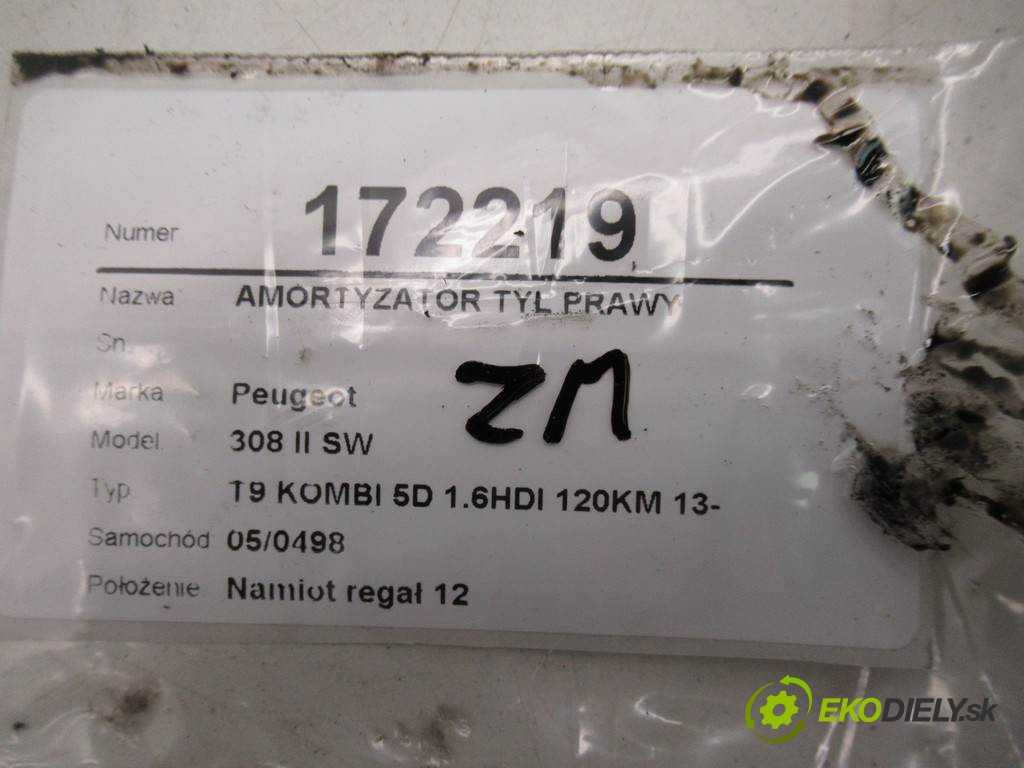 Numer 172219
Nazwa AMORTYZATOR TYL PRAWY
Sn.
Marka Peugeot
ZM
Model 308 II SW
Typ T9 KOMBI 5D 1.6HDI 120KM 13-
Samochód 05/0498
Położenie Namiot regał 12
EKODIELY.sk